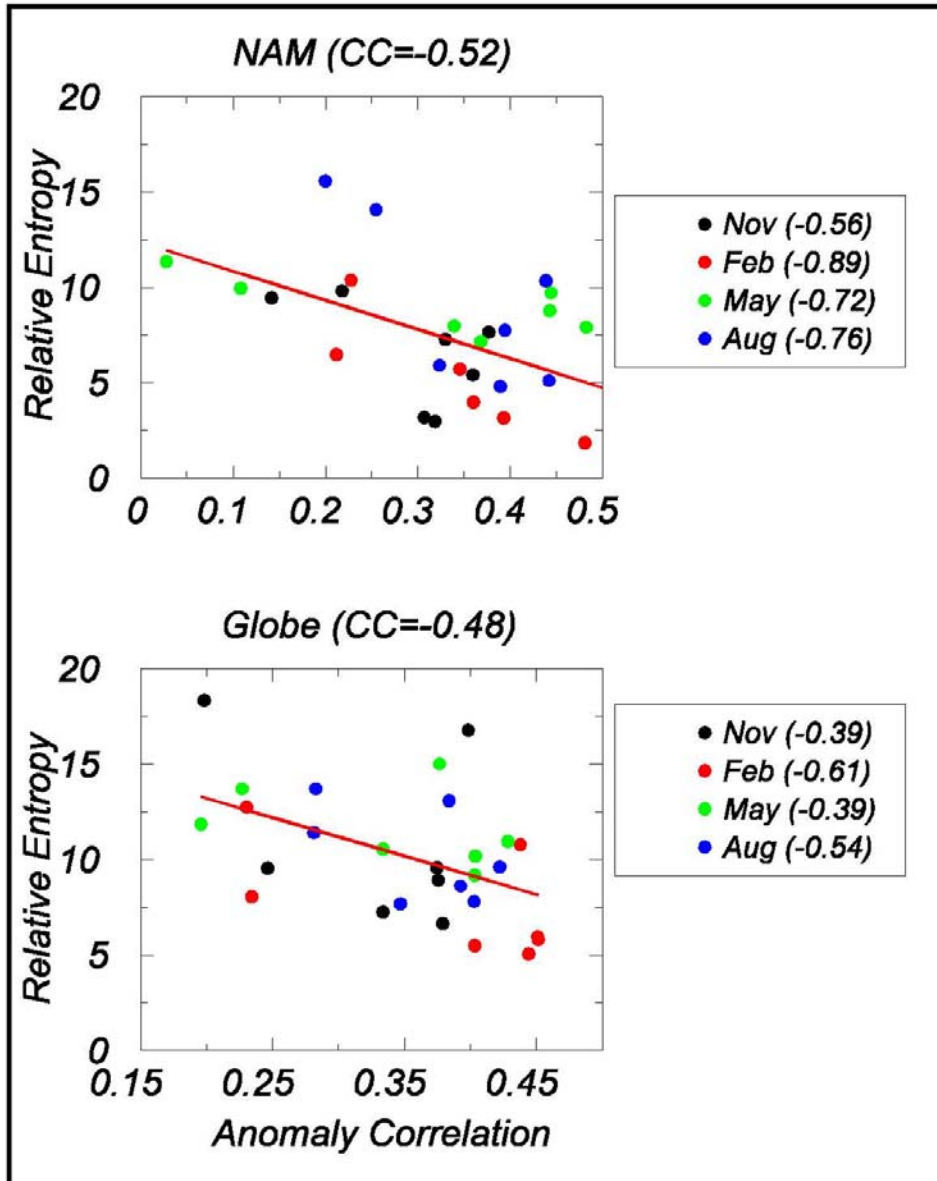 NAM (CC=-0.52)
Relative Entropy
20
15
10
5
0
0 0.1 0.2 0.3 0.4 0.5
Nov (-0.56)
Feb (-0.89)
May (-0.72)
Aug (-0.76)
Globe (CC=-0.48)
Relative Entropy
20
15
10
5
0
0.15 0.25 0.35 0.45
Anomaly Correlation
Nov (-0.39)
Feb (-0.61)
May (-0.39)
Aug (-0.54)